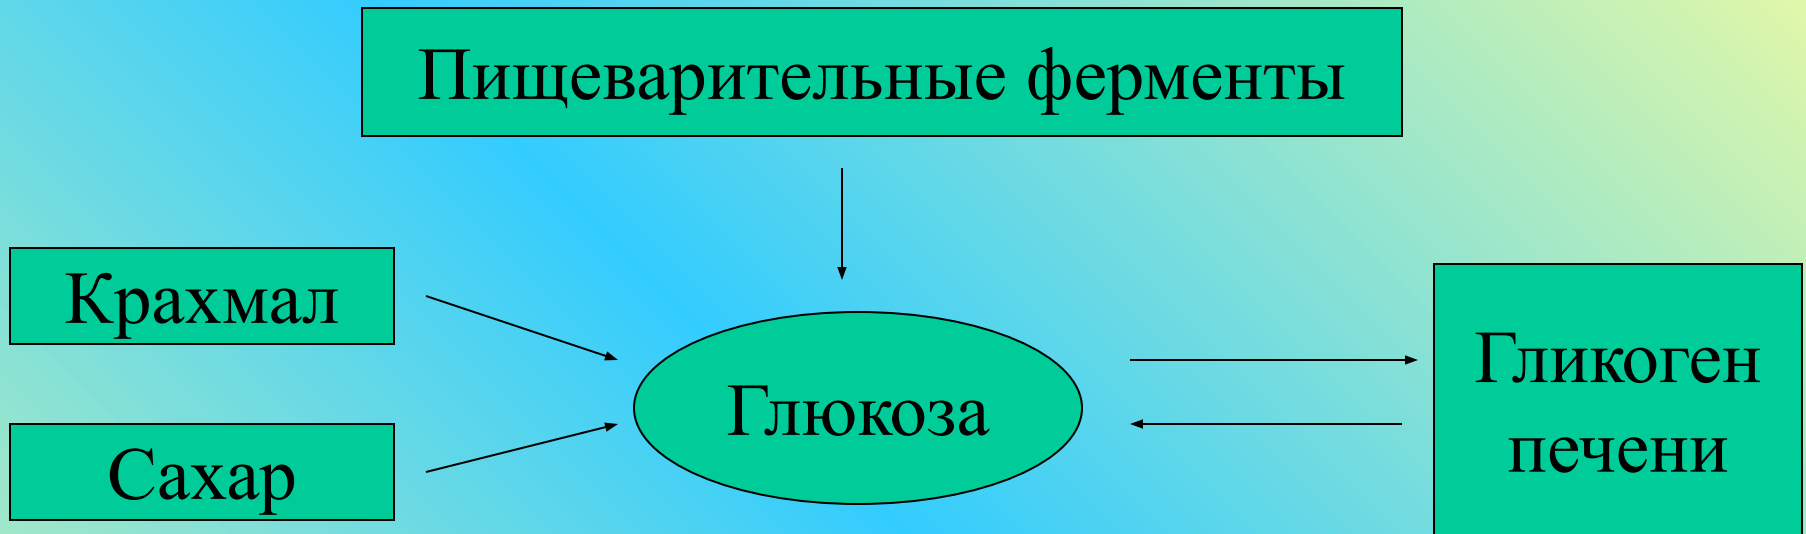 Пищеварительные ферменты
Крахмал
Сахар
Глюкоза
Гликоген
печени